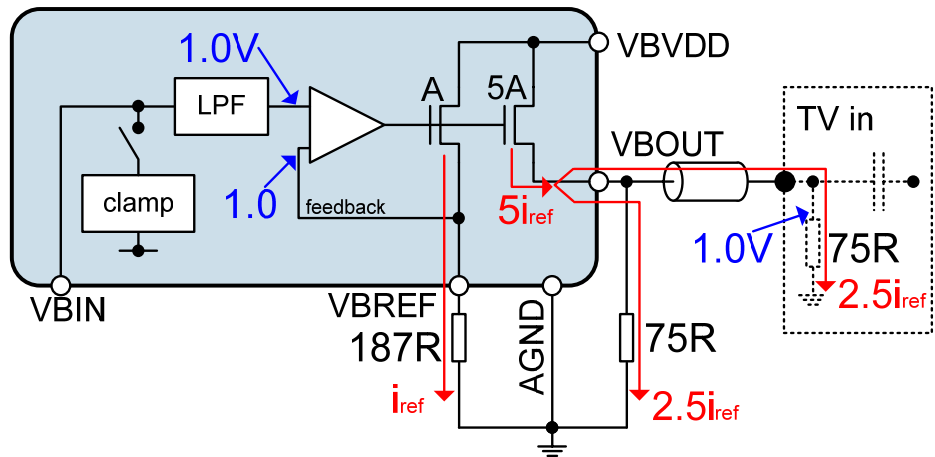 1.0V
VBVDD
A
5A
LPF
TV in
VBOUT
clamp
1.0
feedback
5iref
1.0V
75R
2.5iref
VBIN
VBREF
AGND
187R
75R
iref
2.5iref